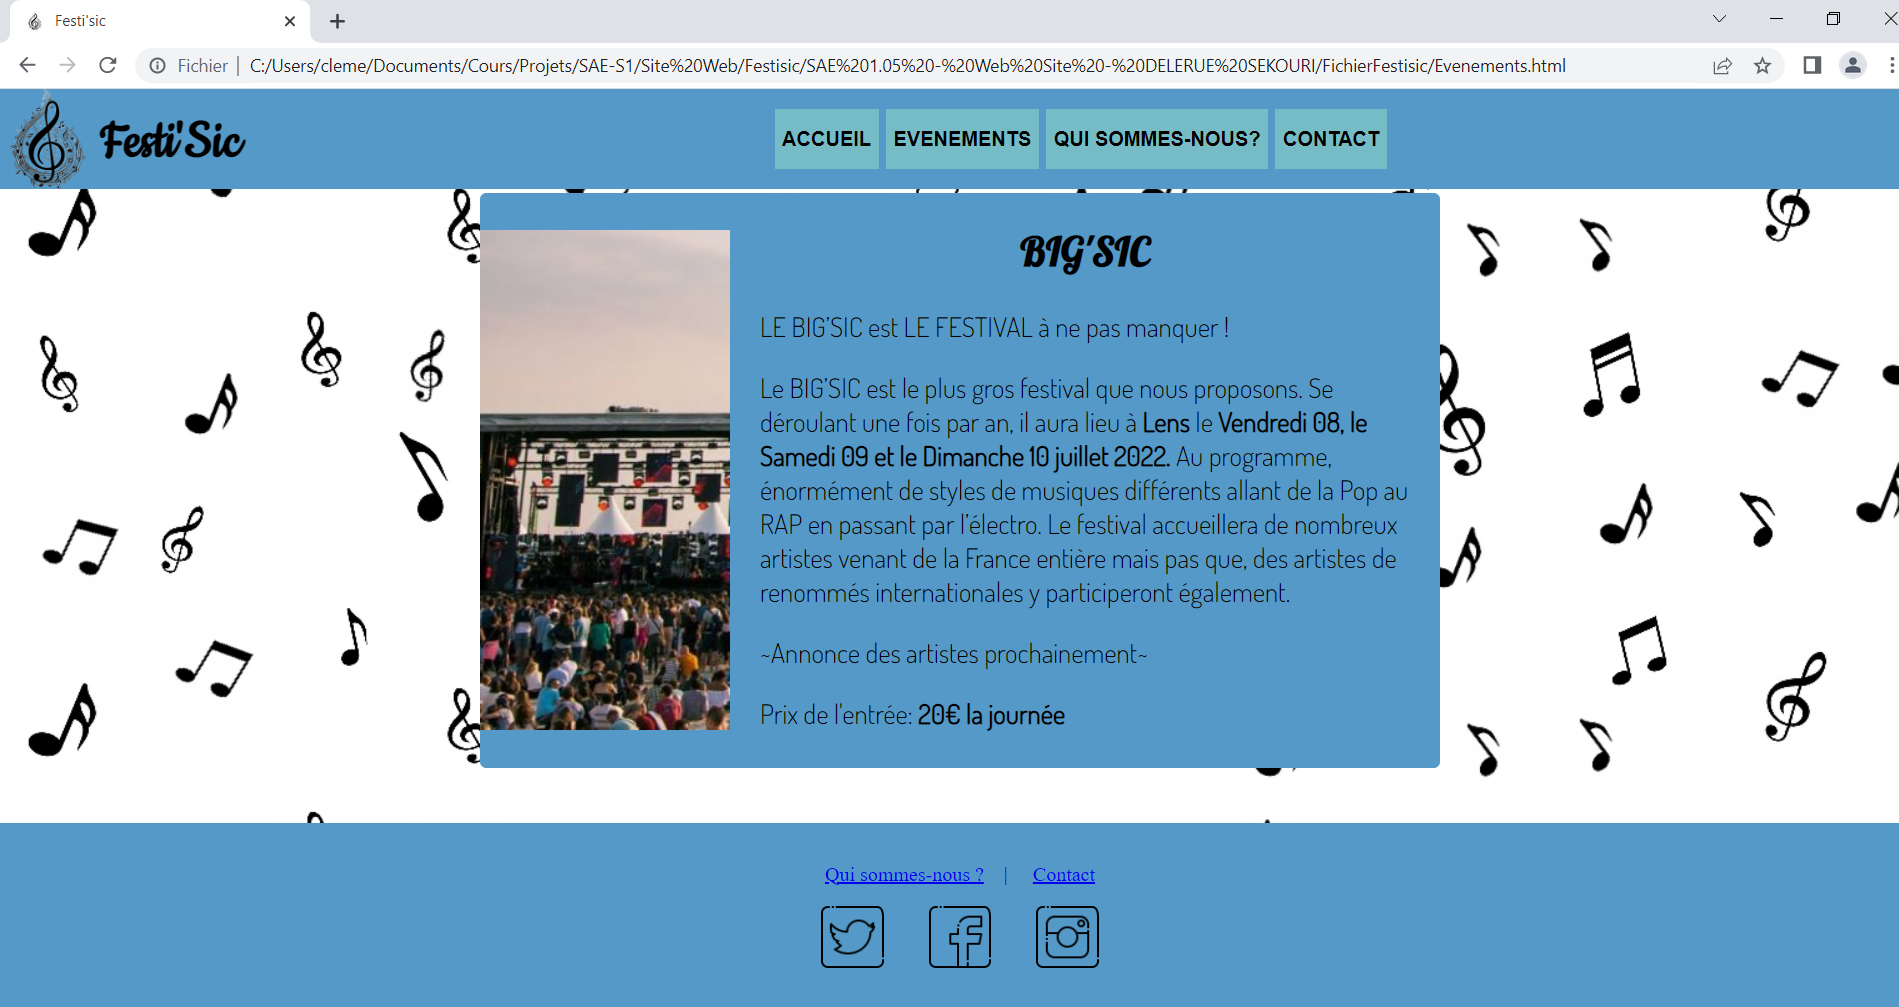 Festi'sic
Fichier | C:/Users/cleme/Documents/Cours/Projets/SAE-S1/Site%20Web/Festisic/SAE%201.05%20-%20Web%20Site%20-%20DELERUE%20SEKOURI/FichierFestisic/Evenements.html
Festi'Sic
ACCUEIL EVENEMENTS QUI SOMMES-NOUS? CONTACT
BIG'SIC
LE BIG'SIC est LE FESTIVAL à ne pas manquer !
Le BIG'SIC est le plus gros festival que nous proposons. Se
déroulant une fois par an, il aura lieu à Lens le Vendredi 08, le
Samedi 09 et le Dimanche 10 juillet 2022. Au programme,
énormément de styles de musiques différents allant de la Pop au
RAP en passant par l'électro. Le festival accueillera de nombreux
artistes venant de la France entière mais pas que, des artistes de
renommés internationales y participeront également.
~Annonce des artistes prochainement~
Prix de l'entrée: 20€ la journée
Qui sommes-nous ? | Contact